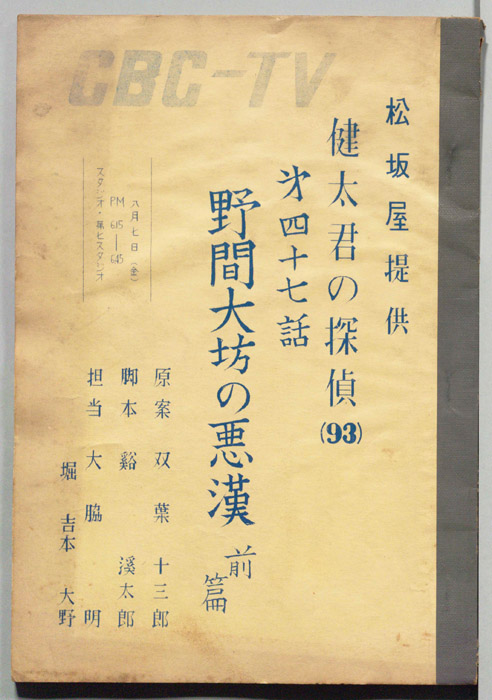 CBC-TV
松坂屋提供
健太君の探偵(93)
才四十七話
野間大坊の悪漢 前篇
八月七日(金)
PM 615―645
スタジオ・第七スタジオ
原案 双葉十三郎
脚本 谿 溪太郎
担当 大脇 明
堀 吉本 大野